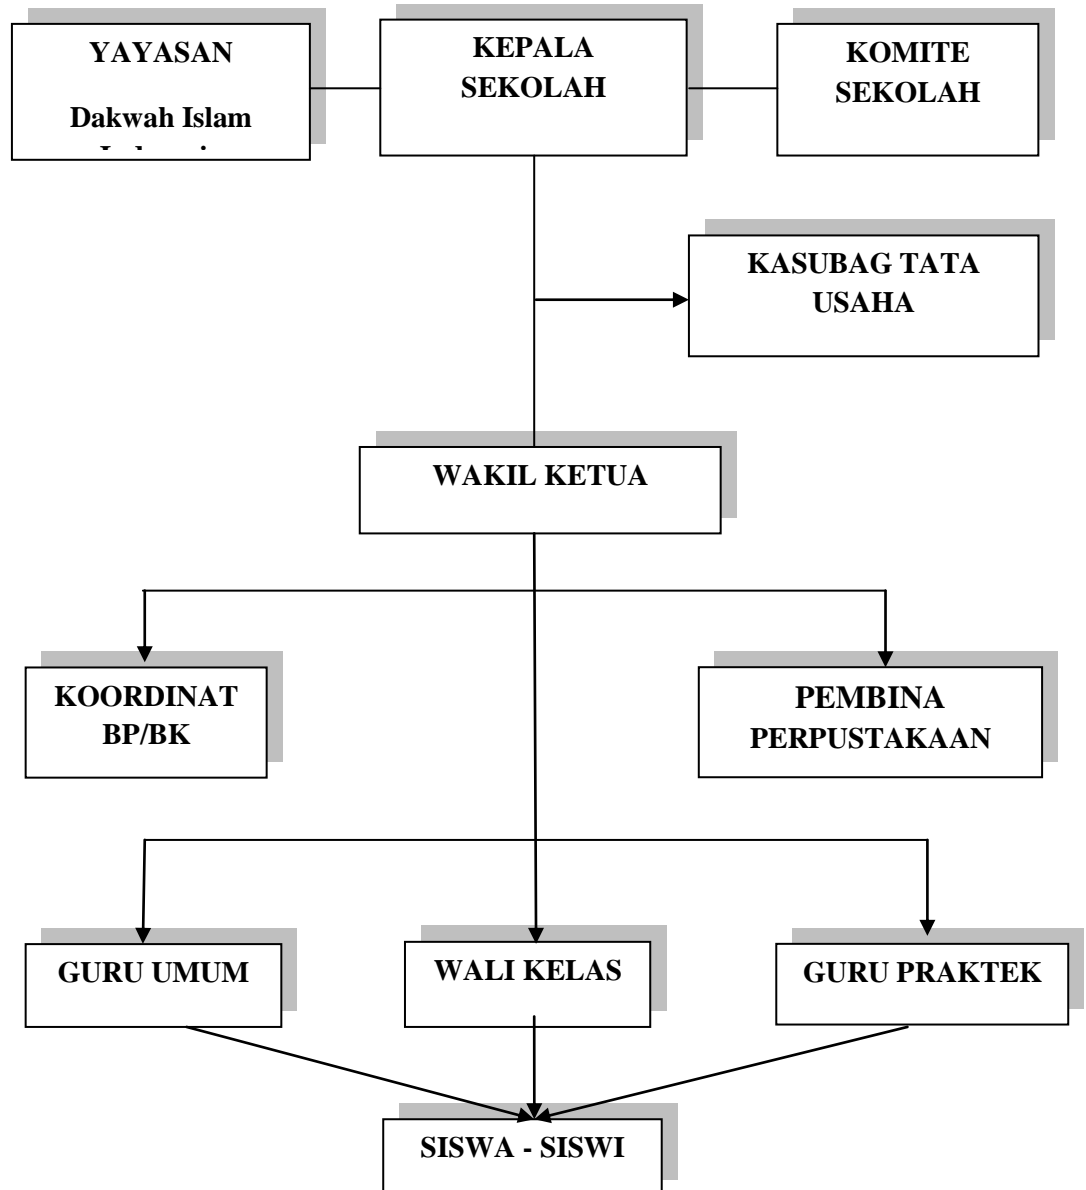 YAYASAN
Dakwah Islam
KEPALA
SEKOLAH
KOMITE
SEKOLAH
KASUBAG TATA
USAHA
WAKIL KETUA
KOORDINAT
BP/BK
PEMBINA
PERPUSTAKAAN
GURU UMUM
WALI KELAS
GURU PRAKTEK
SISWA - SISWI